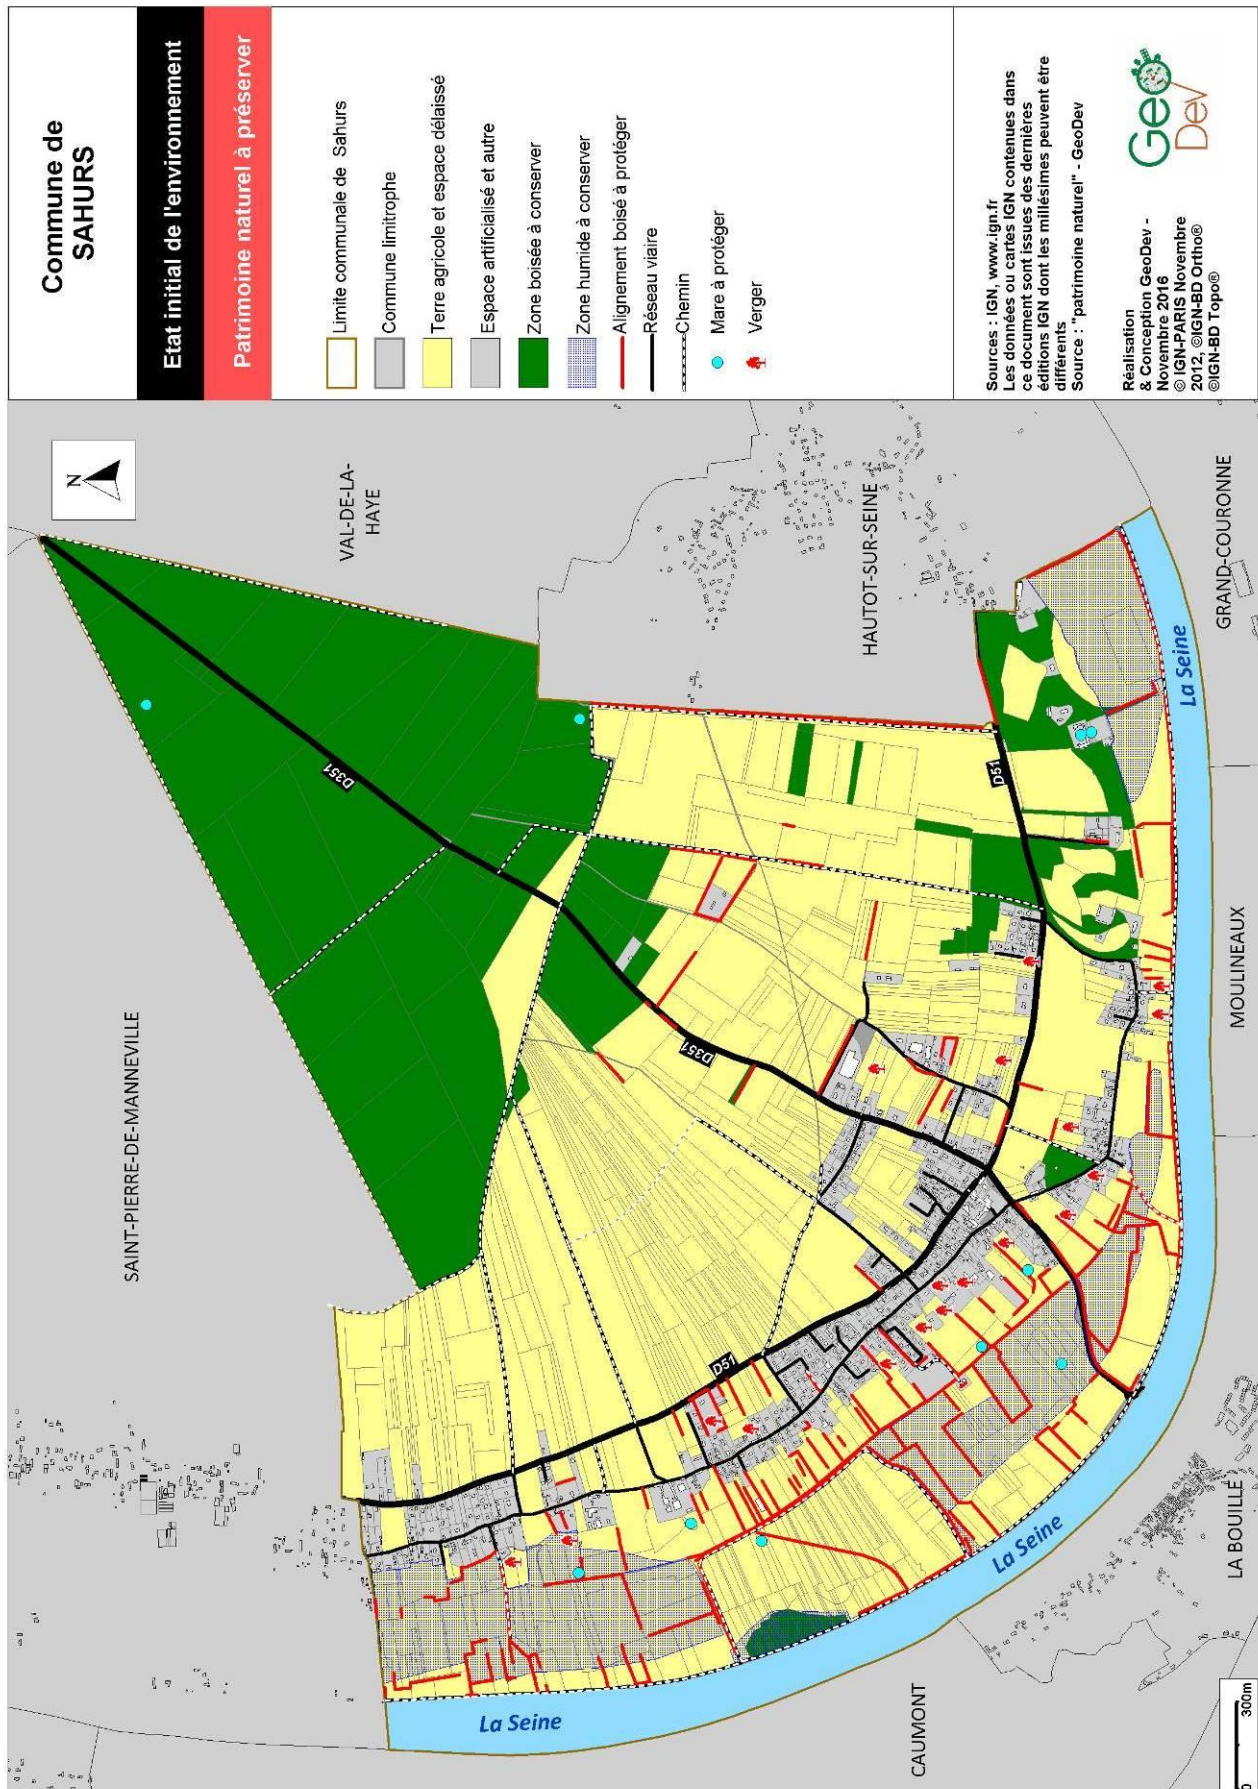 Commune de
SAHURS
Etat initial de l'environnement
Patrimoine naturel à préserver
Limite communale de Sahurs
Commune limitrophe
Terre agricole et espace délaissé
Espace artificialisé et autre
Zone boisée à conserver
Zone humide à conserver
Alignement boisé à protéger
Réseau viaire
Chemin
Mare à protéger
Verger
Sources : IGN, www.ign.fr
Les données ou cartes IGN contenues dans
ce document sont issues des dernières
éditions IGN dont les millésimes peuvent être
différents
Source : "patrimoine naturel" - GeoDev
Réalisation
& Conception GeoDev -
Novembre 2016
© IGN-PARIS Novembre
2012, ©IGN-BD Ortho®
©IGN-BD Topo®
Geo
Dev
N
SAINT-PIERRE-DE-MANNEVILLE
VAL-DE-LA-
HAYE
HAUTOT-SUR-SEINE
GRAND-COURONNE
MOULINEAUX
LA BOUILLE
CAUMONT
D351
D351
D51
D51
La Seine
La Seine
La Seine
0 300m